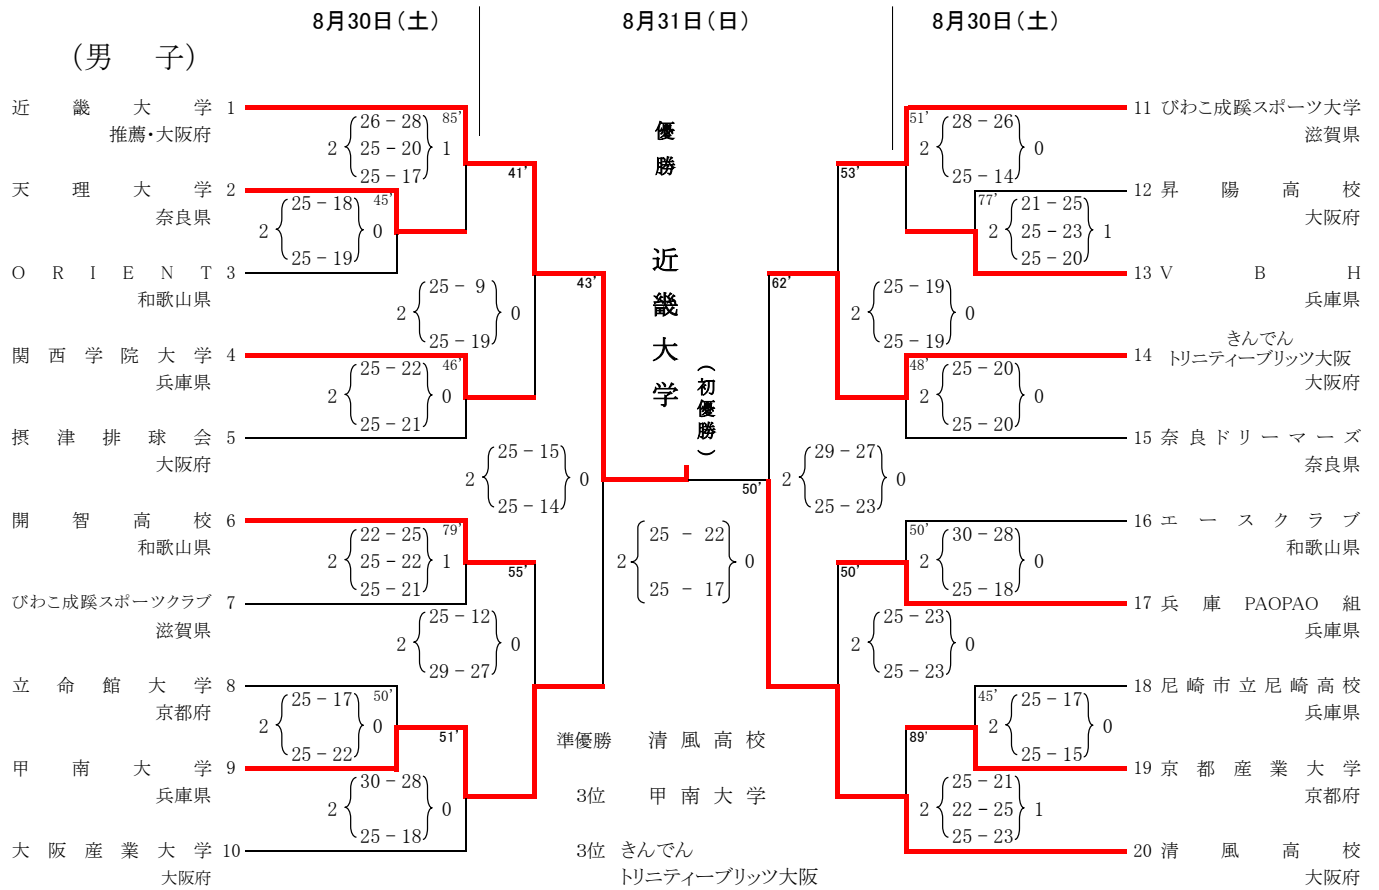 8月30日(土)
8月31日(日)
8月30日(土)
(男 子)
優勝 近畿大学 (初優勝)
近畿大学 1
推薦・大阪府
天理大学 2
奈良県
ORIENT 3
和歌山県
関西学院大学 4
兵庫県
摂津排球会 5
大阪府
開智高校 6
和歌山県
びわこ成蹊スポーツクラブ 7
滋賀県
立命館大学 8
京都府
甲南大学 9
兵庫県
大阪産業大学 10
大阪府
85'
26-28
2 25-20 1
25-17
45'
25-18
2 0
25-19
41'
25-9
2 0
25-19
46'
25-22
2 0
25-21
43'
25-15
2 0
25-14
79'
22-25
2 25-22 1
25-21
55'
25-12
2 0
29-27
50'
25-17
2 0
25-22
51'
30-28
2 0
25-18
50'
25-22
2 0
25-17
11 びわこ成蹊スポーツ大学
滋賀県
12 昇陽高校
大阪府
13 VBH
兵庫県
14 きんでん
トリニティーブリッツ大阪
大阪府
15 奈良ドリーマーズ
奈良県
16 エースクラブ
和歌山県
17 兵庫PAOPAO組
兵庫県
18 尼崎市立尼崎高校
兵庫県
19 京都産業大学
京都府
20 清風高校
大阪府
51'
28-26
2 0
25-14
53'
77'
21-25
2 25-23 1
25-20
62'
25-19
2 0
25-19
48'
25-20
2 0
25-20
29-27
2 0
25-23
50'
30-28
2 0
25-18
50'
25-23
2 0
25-23
45'
25-17
2 0
25-15
89'
25-21
2 22-25 1
25-23
準優勝 清風高校
3位 甲南大学
3位 きんでん
トリニティーブリッツ大阪